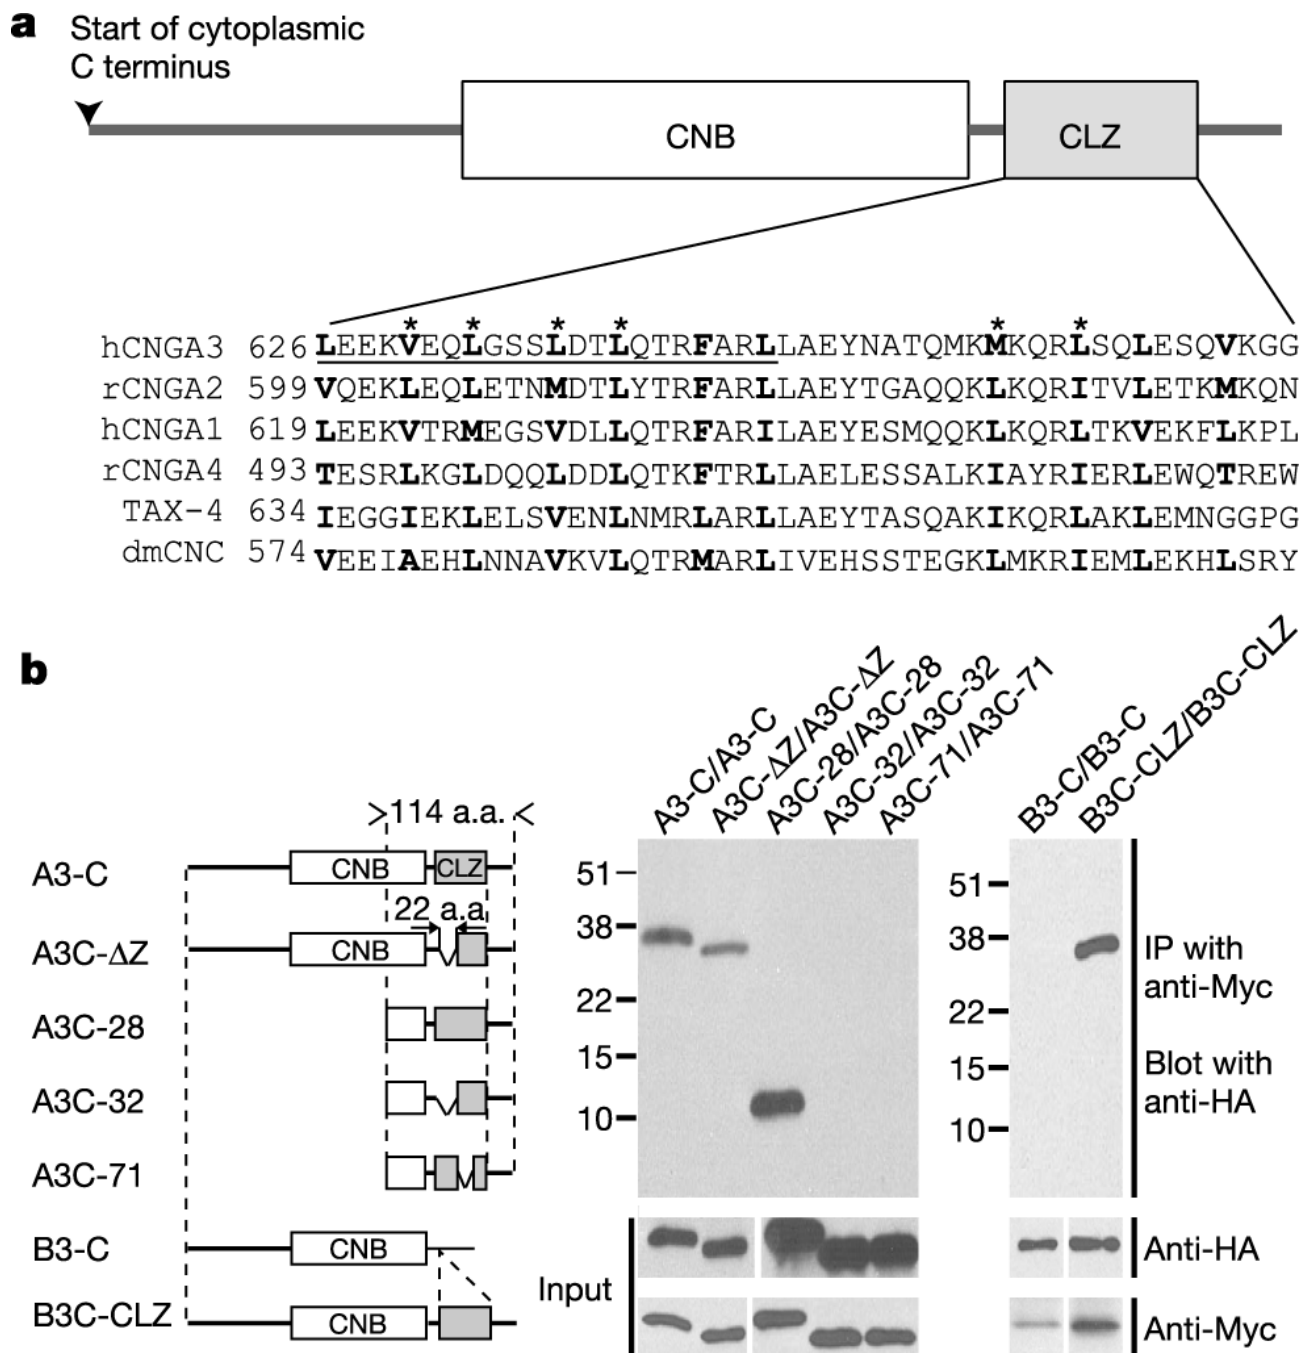 a Start of cytoplasmic
C terminus
CNB
CLZ
* * * * * *
hCNGA3 626 LEEKVEQLGSSLDTLQTRFARLLAEYNATQMKMKQRLSQLESQVKGG
rCNGA2 599 VQEKLEQLETNMDTLYTRFARLLAEYTGAQQKLKQRITVLETKMKQN
hCNGA1 619 LEEKVTRMEGSVDLLQTRFARILAEYESMQQKLKQRLTKVEKFLKPL
rCNGA4 493 TESRLKGLDQQLDDLQTKFTRLLAELESSALKIAYRIERLEWQTREW
TAX-4 634 IEGGIEKLELSVENLNMRLARLLAEYTASQAKIKQRLAKLEMNGGPG
dmCNC 574 VEEIAEHLNNAVKVLQTRMARLIVEHSSTEGKLMKRIEMLEKHLSRY
b
>114 a.a.<
A3-C
CNB
CLZ
22 a.a
A3C-ΔZ
CNB
A3C-28
A3C-32
A3C-71
B3-C
CNB
B3C-CLZ
CNB
A3-C/A3-C
A3C-ΔZ/A3C-ΔZ
A3C-28/A3C-28
A3C-32/A3C-32
A3C-71/A3C-71
51
38
22
15
10
B3-C/B3-C
B3C-CLZ/B3C-CLZ
51
38
22
15
10
IP with
anti-Myc
Blot with
anti-HA
Input
Anti-HA
Anti-Myc